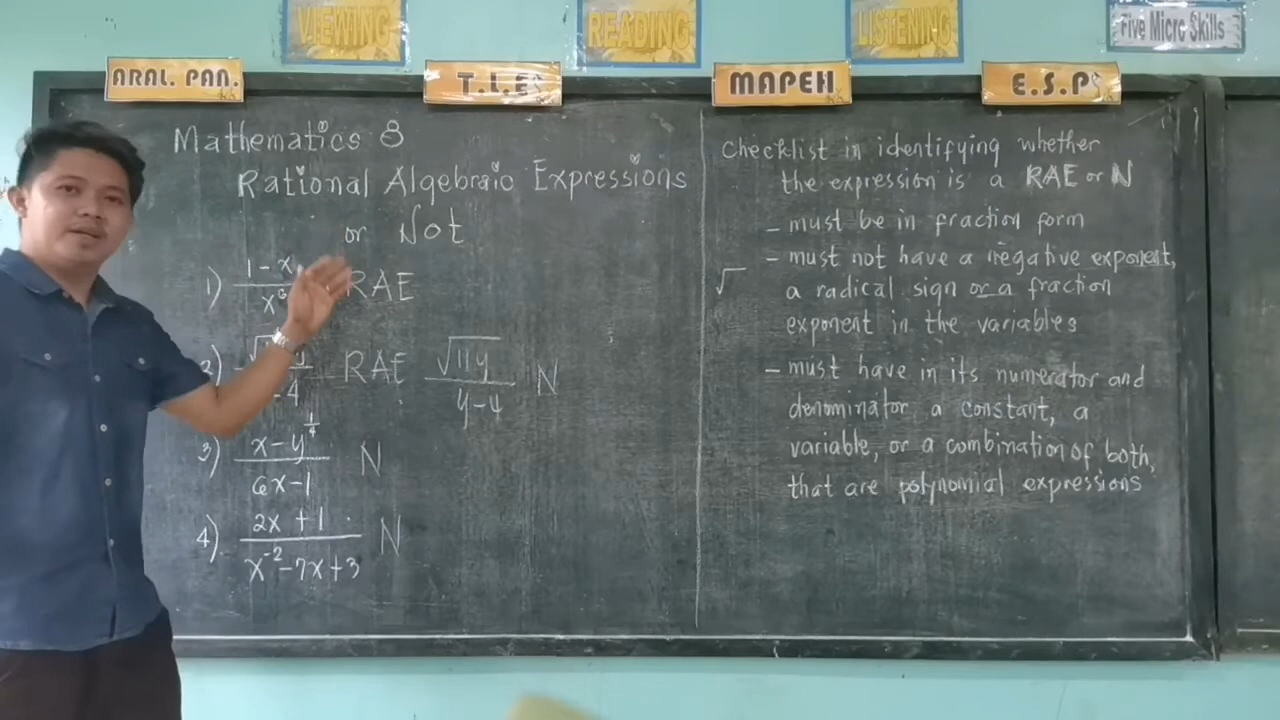 VIEWING
READING
LISTENING
Five Micro Skills
ARAL. PAN.
T.L.E
MAPEH
E.S.P
Mathematics 8
Rational Algebraic Expressions
or Not
1) 1-x / x RAE
2) √ y / -4 RAE √11y / y-4 N
3) x-y^1/4 / 6x-1 N
4) 2x+1 / x^-2-7x+3 N
Checklist in identifying whether
the expression is a RAE or N
- must be in fraction form
- must not have a negative exponent,
√ a radical sign or a fraction
exponent in the variables
- must have in its numerator and
denominator, a constant, a
variable, or a combination of both,
that are polynomial expressions